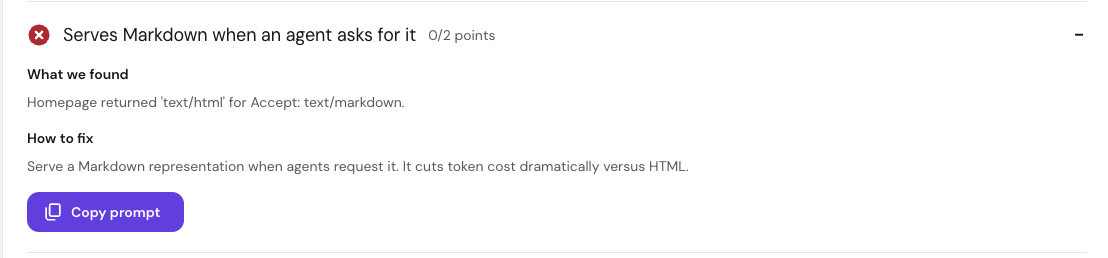 Serves Markdown when an agent asks for it 0/2 points
What we found
Homepage returned 'text/html' for Accept: text/markdown.
How to fix
Serve a Markdown representation when agents request it. It cuts token cost dramatically versus HTML.
Copy prompt